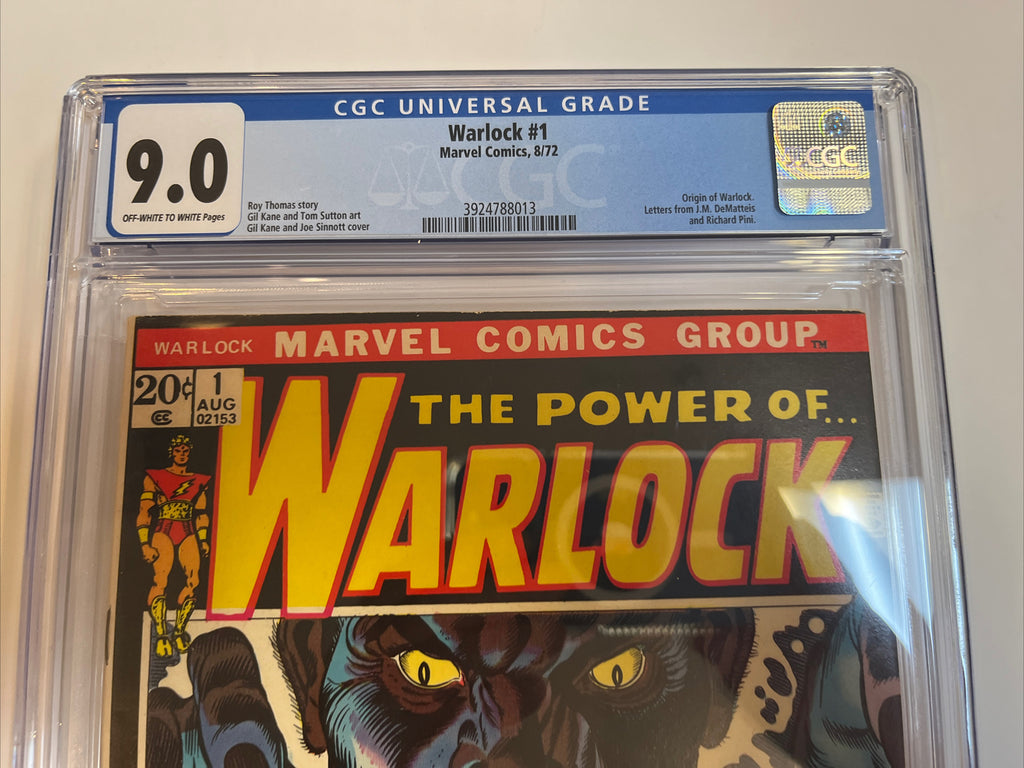 CGC UNIVERSAL GRADE
9.0
OFF-WHITE TO WHITE Pages
Warlock #1
Marvel Comics, 8/72
Roy Thomas story
Gil Kane and Tom Sutton art
Gil Kane and Joe Sinnott cover
CGC
3924788013
Origin of Warlock.
Letters from J.M. DeMatteis
and Richard Pini.
CGC
WARLOCK MARVEL COMICS GROUP TM
20¢
CC
1
AUG
02153
THE POWER OF...
WARLOCK